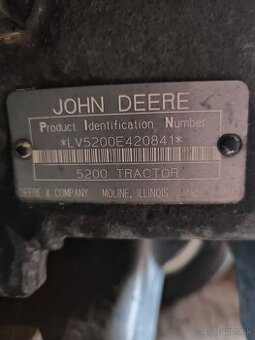 JOHN DEERE
Product Identification Number
*LV5200E420841*
5200 TRACTOR
DEERE & COMPANY MOLINE, ILLINOIS